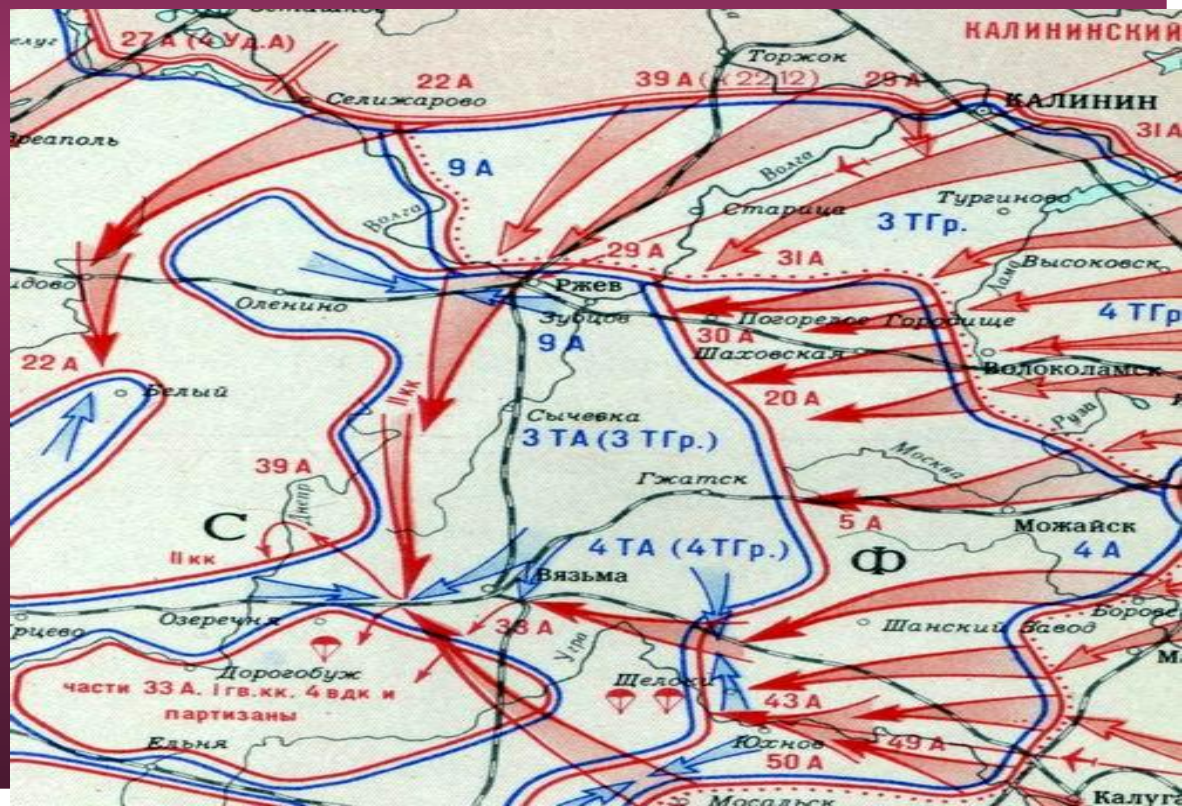 27 А (4 Уд.А)
КАЛИНИНСКИЙ
22 А
39 А (к 22.12)
29 А
Торжок
Селижарово
КАЛИНИН
31 А
9 А
Волга
Старица
Тургиново
3 ТГр.
Волга
29 А
31 А
Лама
Высоковск
Оленино
Ржев
Зубцов
Погорелое Городище
4 ТГр
30 А
9 А
Шаховская
Волоколамск
22 А
Белый
II кк
20 А
Руза
Сычевка
3 ТА (3 ТГр.)
39 А
Гжатск
Москва
Днепр
С
5 А
Можайск
II кк
4 ТА (4 ТГр.)
Ф
4 А
Вязьма
Озеречня
33 А
Угра
Шанский Завод
Дорогобуж
Щелоки
части 33 А. I гв.кк. 4 вдк и
партизаны
43 А
Ельня
Юхнов
49 А
50 А
Мосальск
Калуга